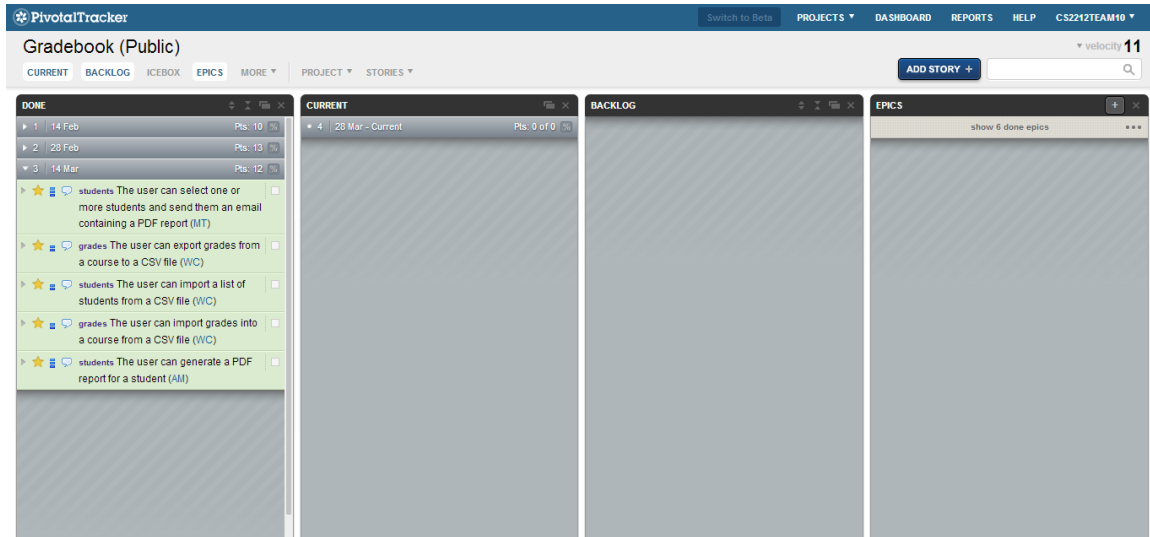 PivotalTracker
Switch to Beta PROJECTS DASHBOARD REPORTS HELP CS2212TEAM10
Gradebook (Public)
velocity 11
CURRENT BACKLOG ICEBOX EPICS MORE PROJECT STORIES
ADD STORY +
DONE
1 14 Feb Pts: 10 %
2 28 Feb Pts: 13 %
3 14 Mar Pts: 12 %
students The user can select one or
more students and send them an email
containing a PDF report (MT)
grades The user can export grades from
a course to a CSV file (WC)
students The user can import a list of
students from a CSV file (WC)
grades The user can import grades into
a course from a CSV file (WC)
students The user can generate a PDF
report for a student (AM)
CURRENT
4 28 Mar - Current Pts: 0 of 0 %
BACKLOG
EPICS +
show 6 done epics